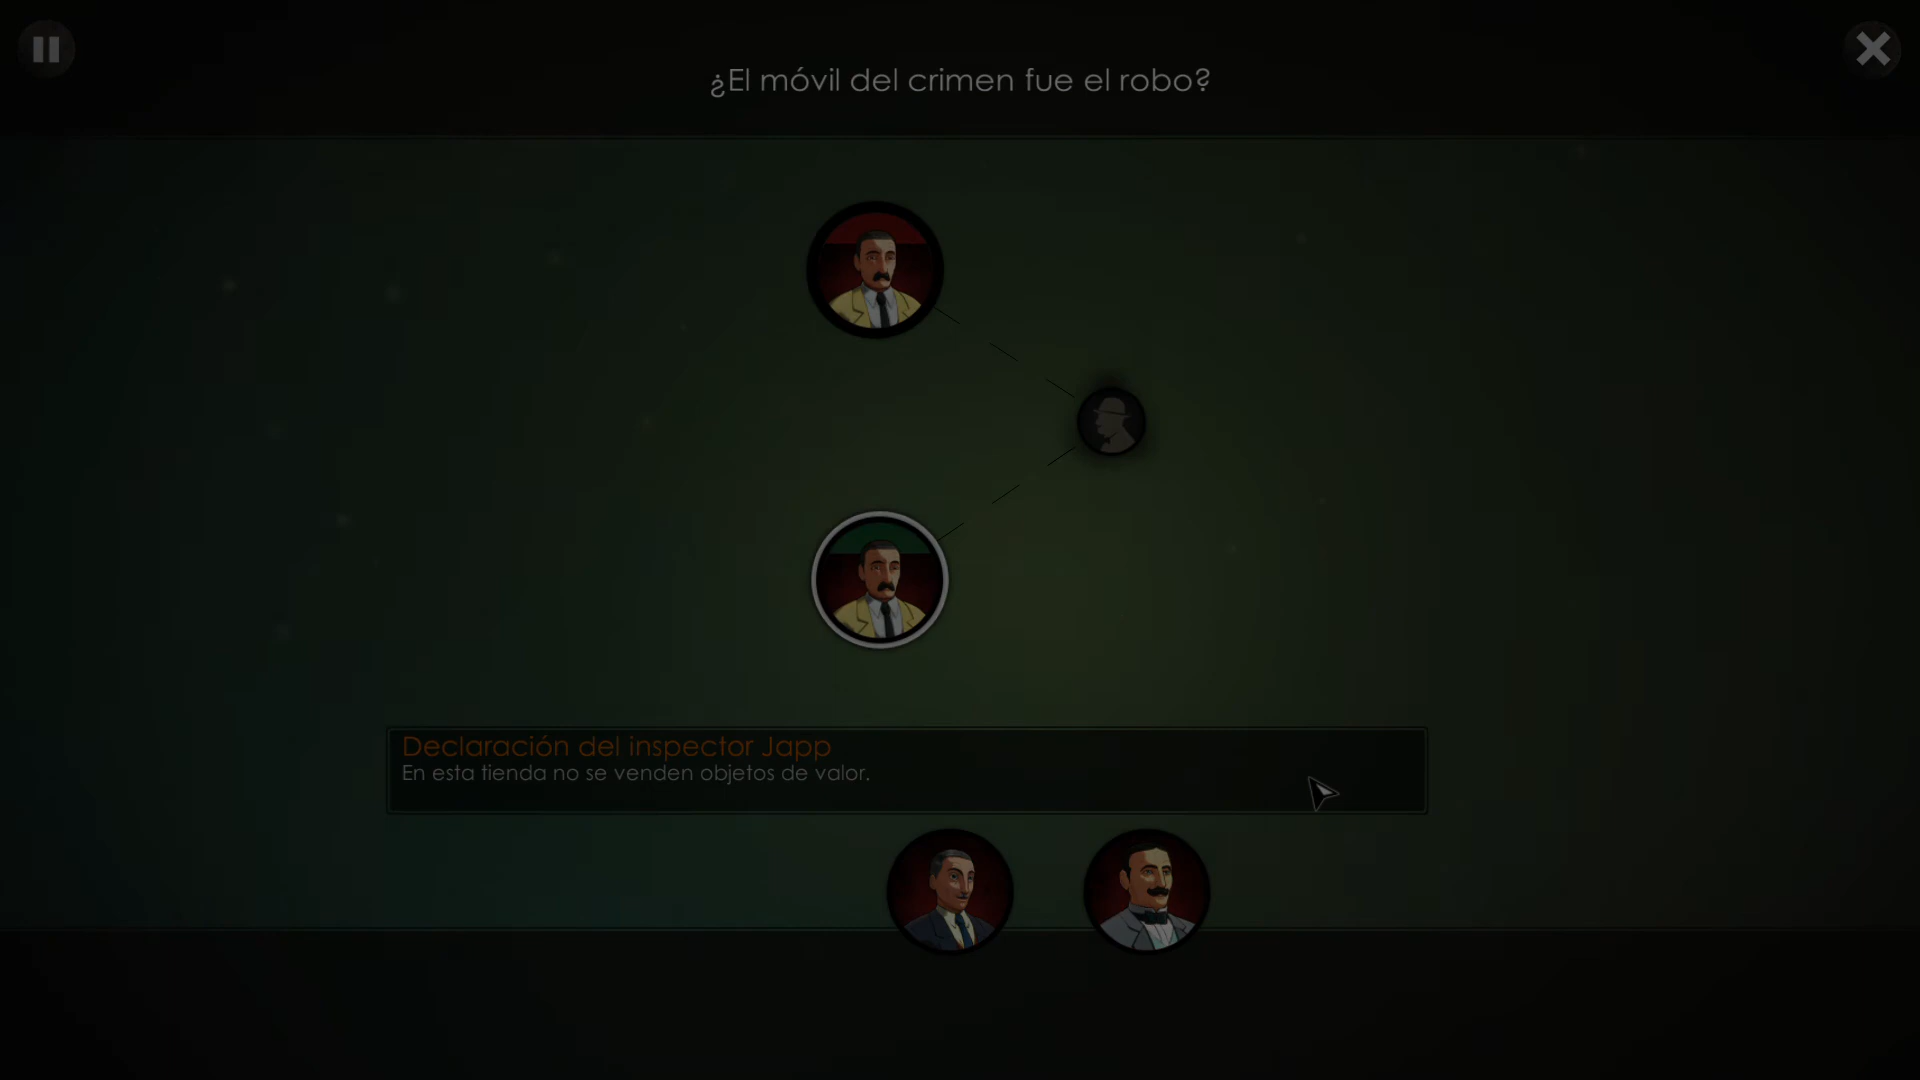 ¿El móvil del crimen fue el robo?
Declaración del inspector Japp
En esta tienda no se venden objetos de valor.